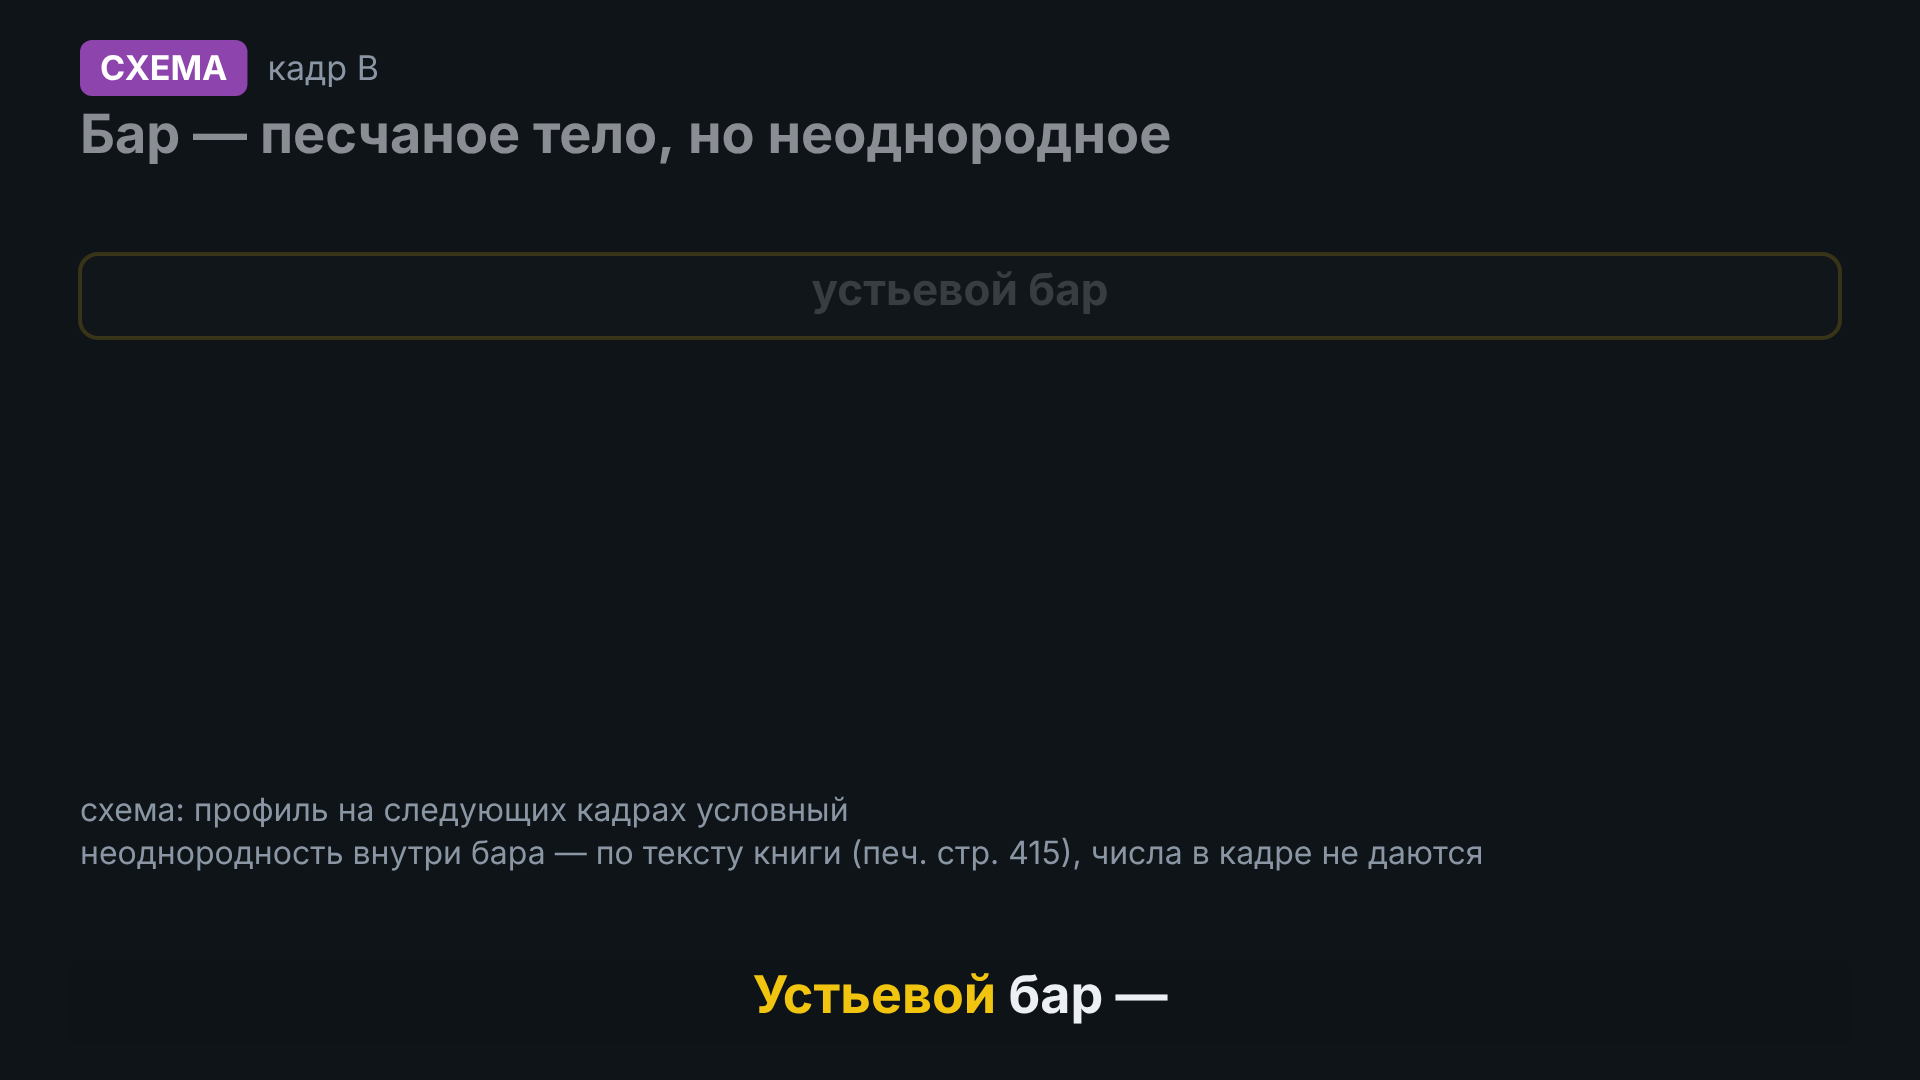 СХЕМА кадр В
Бар — песчаное тело, но неоднородное
устьевой бар
схема: профиль на следующих кадрах условный
неоднородность внутри бара — по тексту книги (печ. стр. 415), числа в кадре не даются
Устьевой бар —